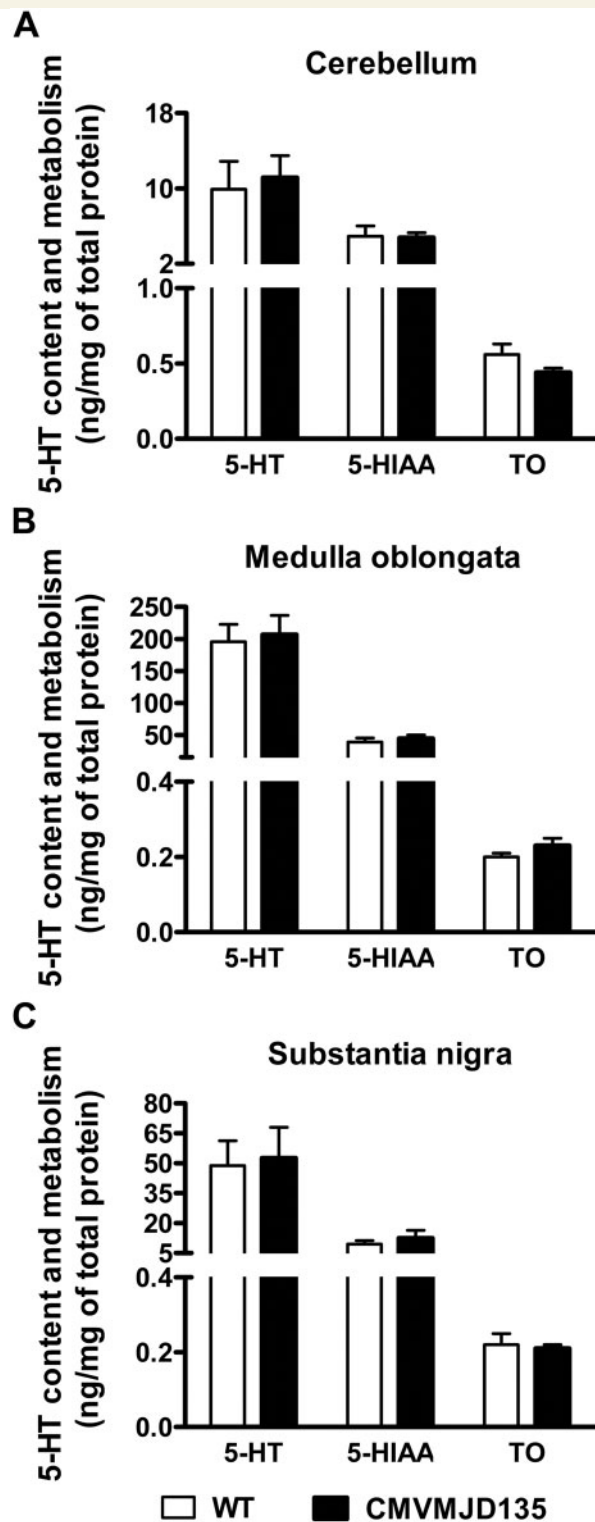 A
Cerebellum
5-HT content and metabolism
(ng/mg of total protein)
18
10
2
1.0
0.5
0.0
5-HT 5-HIAA TO
B
Medulla oblongata
5-HT content and metabolism
(ng/mg of total protein)
250
200
150
100
50
0.4
0.2
0.0
5-HT 5-HIAA TO
C
Substantia nigra
5-HT content and metabolism
(ng/mg of total protein)
80
65
50
35
20
5
0.4
0.2
0.0
5-HT 5-HIAA TO
WT CMVMJD135